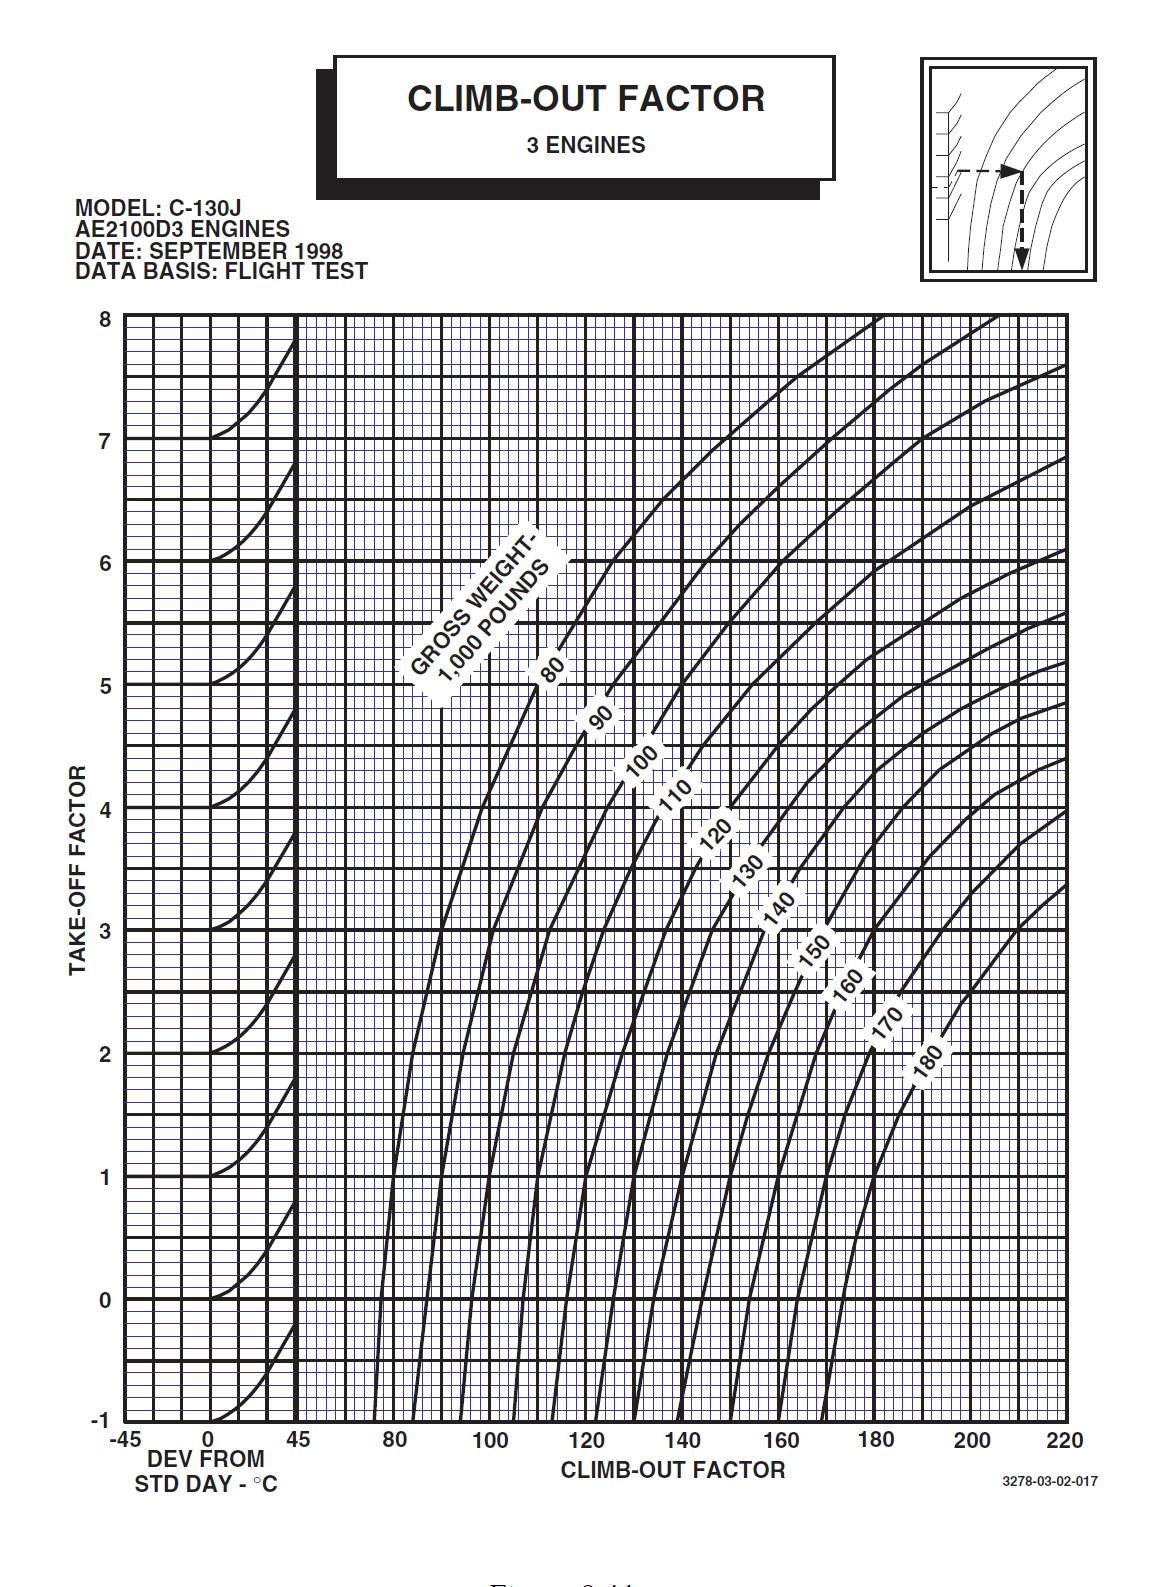 CLIMB-OUT FACTOR
3 ENGINES
MODEL: C-130J
AE2100D3 ENGINES
DATE: SEPTEMBER 1998
DATA BASIS: FLIGHT TEST
8
7
6
5
4
3
2
1
0
-1
TAKE-OFF FACTOR
GROSS WEIGHT-
1,000 POUNDS
80
90
100
110
120
130
140
150
160
170
180
-45 0 45 80 100 120 140 160 180 200 220
DEV FROM
STD DAY - °C
CLIMB-OUT FACTOR
3278-03-02-017